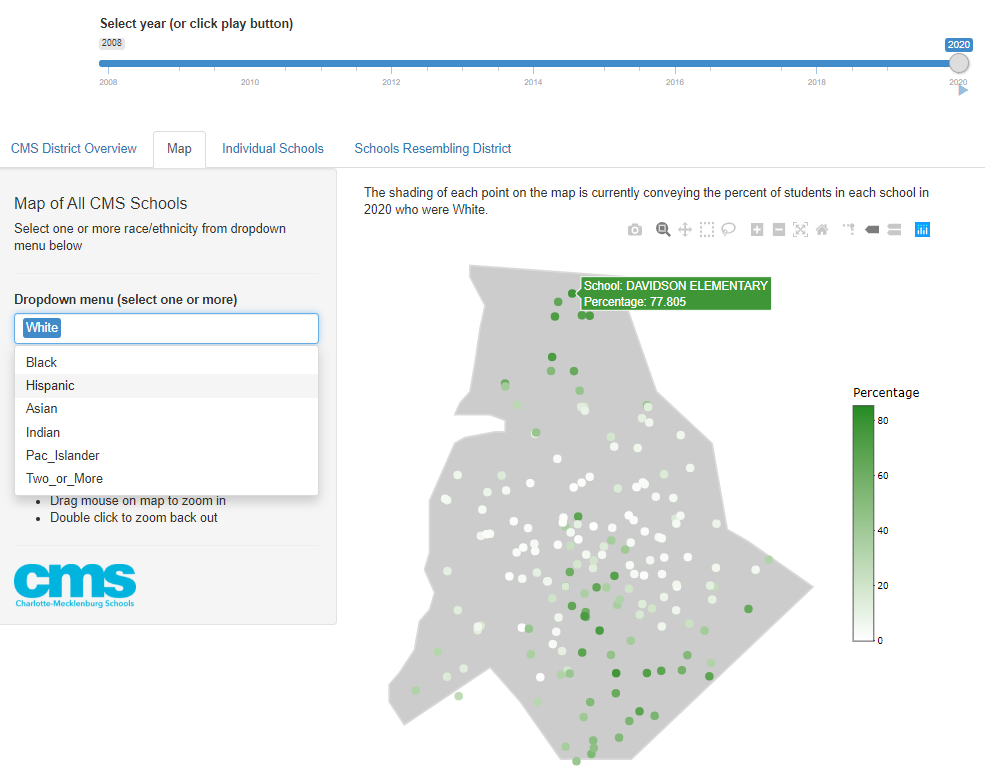 Select year (or click play button)
2008
2020
2008
2010
2012
2014
2016
2018
2020
CMS District Overview
Map
Individual Schools
Schools Resembling District
Map of All CMS Schools
Select one or more race/ethnicity from dropdown
menu below
Dropdown menu (select one or more)
White
Black
Hispanic
Asian
Indian
Pac_Islander
Two_or_More
Drag mouse on map to zoom in
Double click to zoom back out
cms
Charlotte-Mecklenburg Schools
The shading of each point on the map is currently conveying the percent of students in each school in
2020 who were White.
School: DAVIDSON ELEMENTARY
Percentage: 77.805
Percentage
80
60
40
20
0